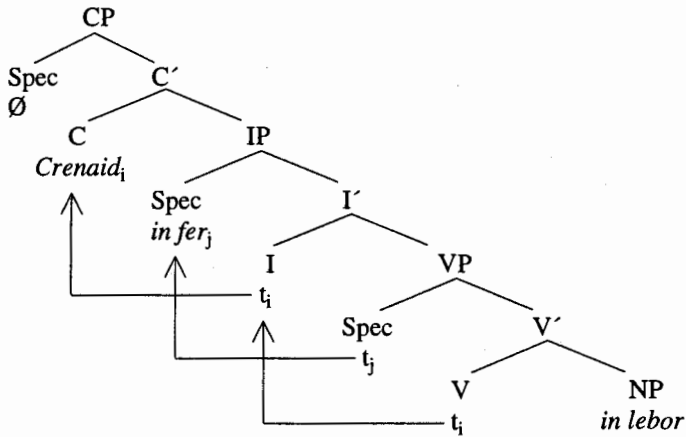 CP
Spec C´
Ø
C IP
Crenaidᵢ
Spec I´
in ferⱼ
I VP
tᵢ
Spec V´
tⱼ
V NP
tᵢ in lebor